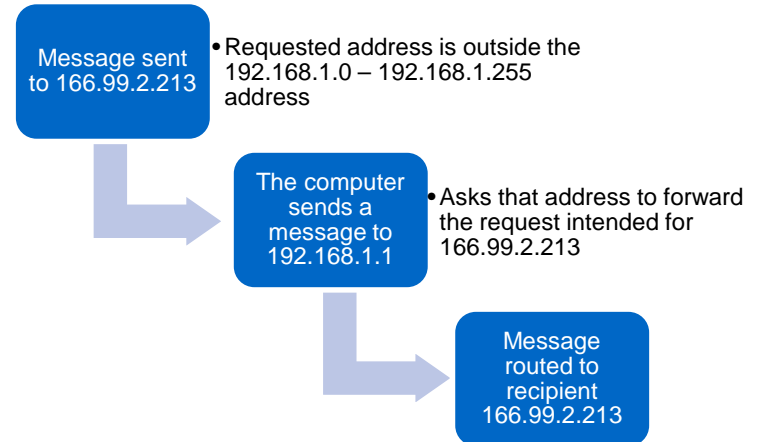 Message sent
to 166.99.2.213
•Requested address is outside the
192.168.1.0 – 192.168.1.255
address
The computer
sends a
message to
192.168.1.1
•Asks that address to forward
the request intended for
166.99.2.213
Message
routed to
recipient
166.99.2.213